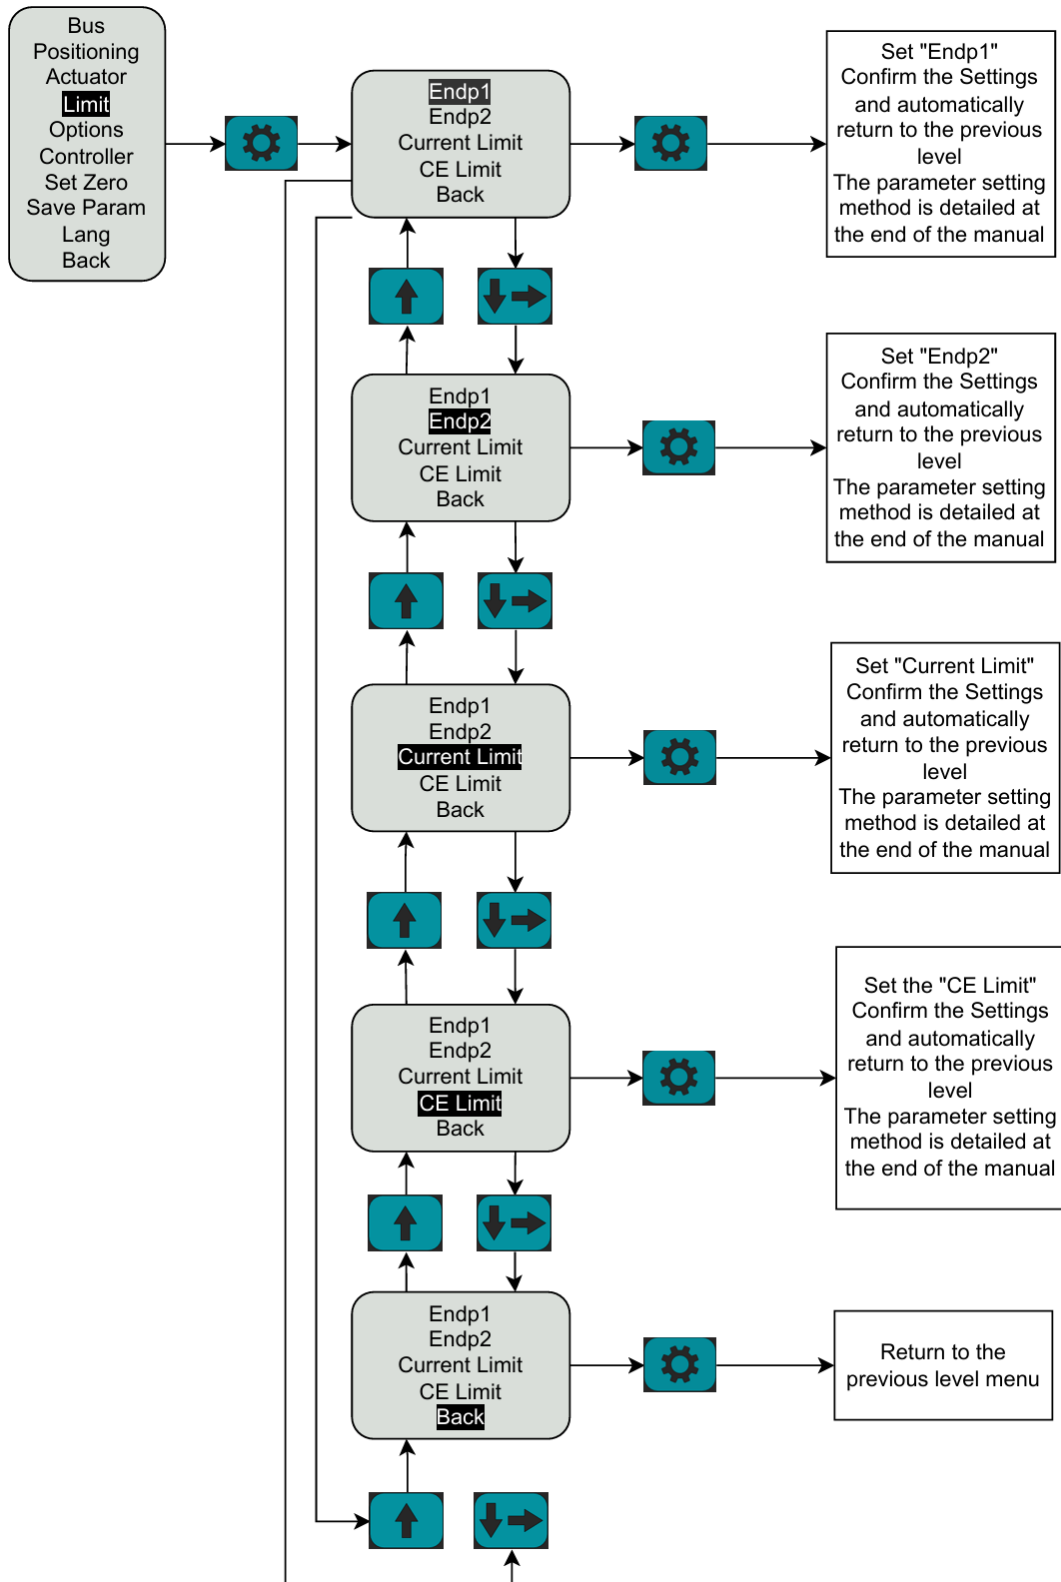 Bus
Positioning
Actuator
Limit
Options
Controller
Set Zero
Save Param
Lang
Back
Endp1
Endp2
Current Limit
CE Limit
Back
Set "Endp1"
Confirm the Settings
and automatically
return to the previous
level
The parameter setting
method is detailed at
the end of the manual
Endp1
Endp2
Current Limit
CE Limit
Back
Set "Endp2"
Confirm the Settings
and automatically
return to the previous
level
The parameter setting
method is detailed at
the end of the manual
Endp1
Endp2
Current Limit
CE Limit
Back
Set "Current Limit"
Confirm the Settings
and automatically
return to the previous
level
The parameter setting
method is detailed at
the end of the manual
Endp1
Endp2
Current Limit
CE Limit
Back
Set the "CE Limit"
Confirm the Settings
and automatically
return to the previous
level
The parameter setting
method is detailed at
the end of the manual
Endp1
Endp2
Current Limit
CE Limit
Back
Return to the
previous level menu